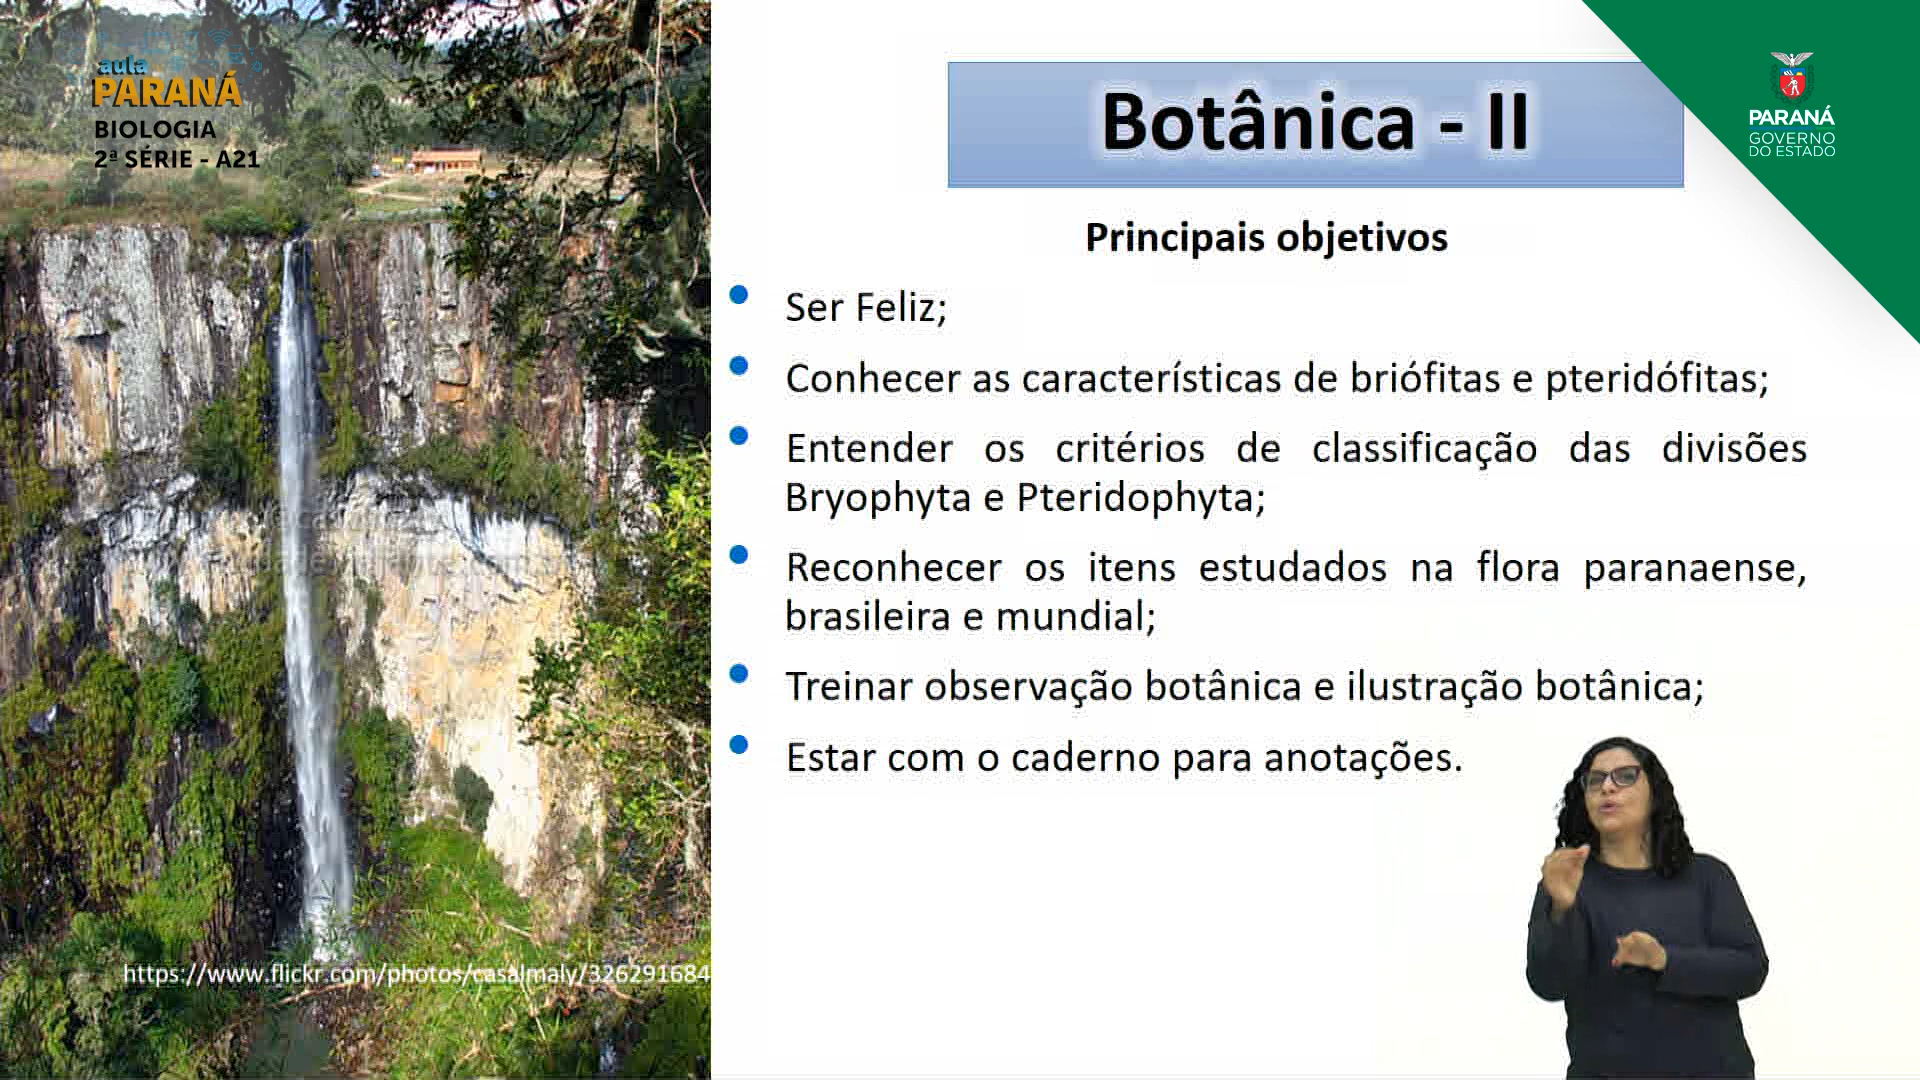 aula
PARANÁ
BIOLOGIA
2ª SÉRIE - A21
Botânica - II
PARANÁ
GOVERNO
DO ESTADO
Principais objetivos
Ser Feliz;
Conhecer as características de briófitas e pteridófitas;
Entender os critérios de classificação das divisões
Bryophyta e Pteridophyta;
Reconhecer os itens estudados na flora paranaense,
brasileira e mundial;
Treinar observação botânica e ilustração botânica;
Estar com o caderno para anotações.
https://www.flickr.com/photos/casalmaly/326291684